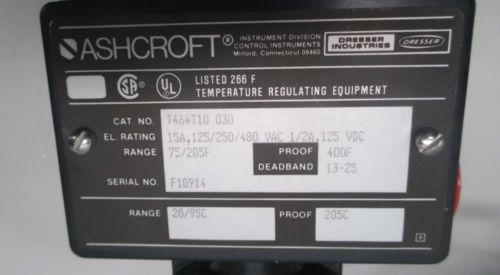 ASHCROFT®
INSTRUMENT DIVISION
CONTROL INSTRUMENTS
Milford, Connecticut 06460
DRESSER
INDUSTRIES
DRESSER
SA
UL
LISTED 266 F
TEMPERATURE REGULATING EQUIPMENT
CAT. NO. T464T10 030
EL. RATING 15A,125/250/480 VAC 1/2A,125 VDC
RANGE 75/205F PROOF 400F
DEADBAND 13-25
SERIAL NO. F10914
RANGE 20/95C PROOF 205C